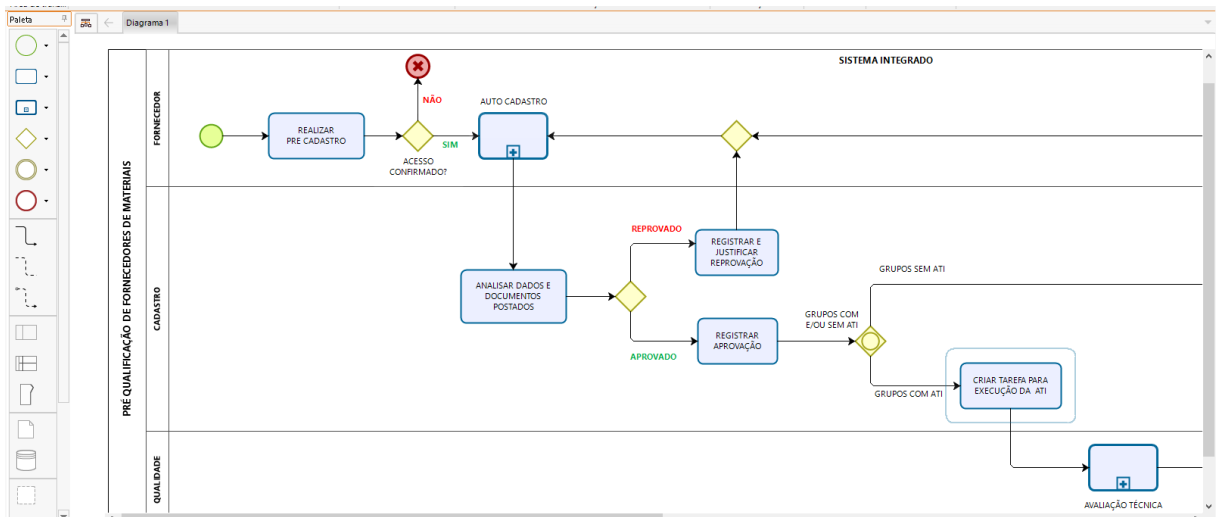 Paleta
Diagrama 1
SISTEMA INTEGRADO
PRÉ QUALIFICAÇÃO DE FORNECEDORES DE MATERIAIS
FORNECEDOR
REALIZAR
PRE CADASTRO
NÃO
SIM
ACESSO
CONFIRMADO?
AUTO CADASTRO
CADASTRO
ANALISAR DADOS E
DOCUMENTOS
POSTADOS
REPROVADO
REGISTRAR E
JUSTIFICAR
REPROVAÇÃO
APROVADO
REGISTRAR
APROVAÇÃO
GRUPOS COM
E/OU SEM ATI
GRUPOS SEM ATI
GRUPOS COM ATI
CRIAR TAREFA PARA
EXECUÇÃO DA ATI
QUALIDADE
AVALIAÇÃO TÉCNICA